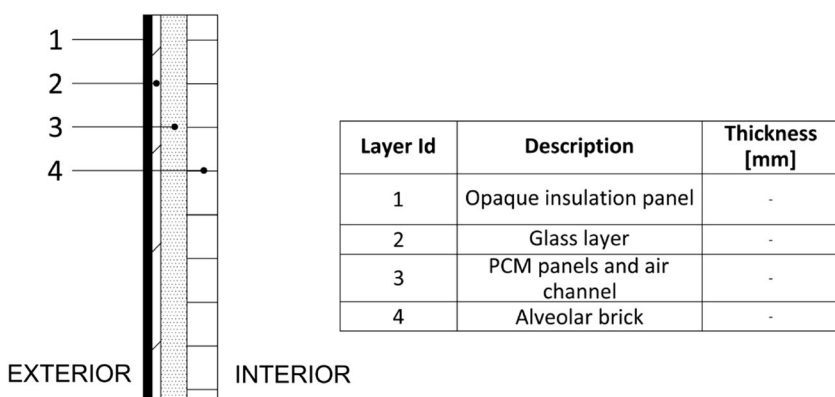 1
2
3
4
EXTERIOR
INTERIOR
Layer Id Description Thickness
[mm]
1 Opaque insulation panel -
2 Glass layer -
3 PCM panels and air
channel -
4 Alveolar brick -